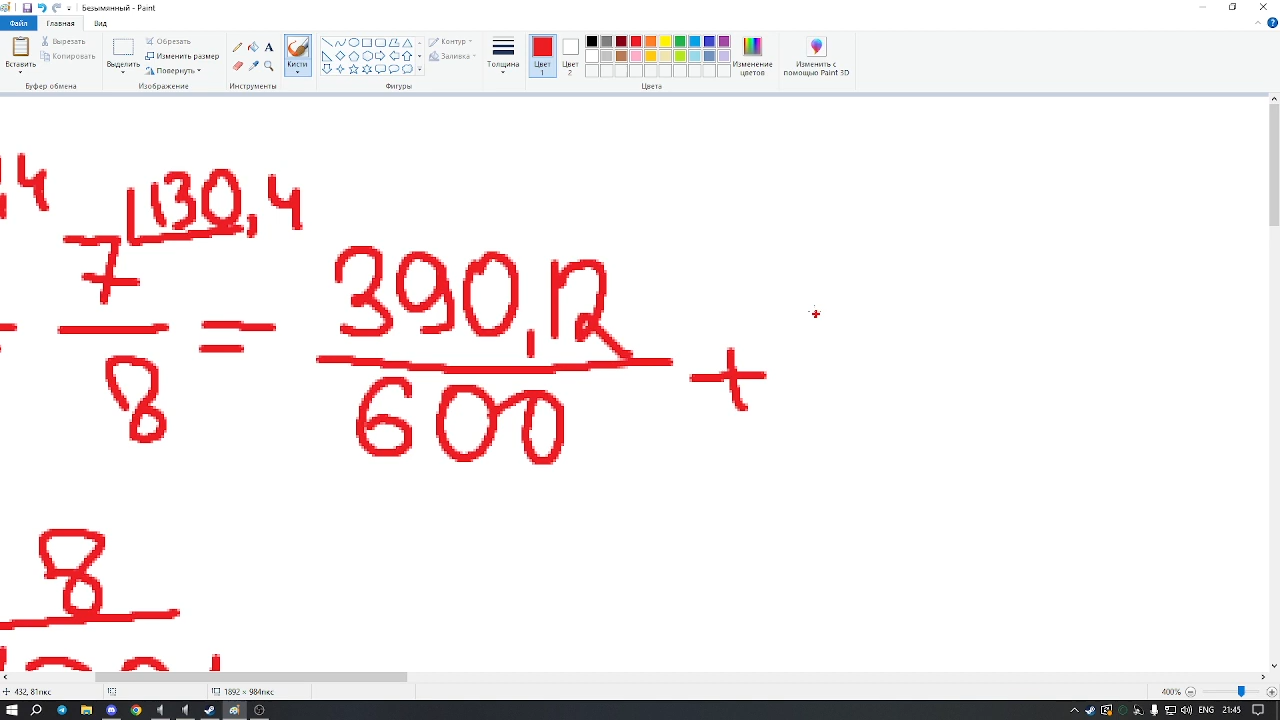 Безымянный - Paint
Файл Главная Вид
Вставить
Вырезать
Копировать
Буфер обмена
Выделить
Обрезать
Изменить размер
Повернуть
Изображение
A
Инструменты
Кисти
Контур
Заливка
Фигуры
Толщина
Цвет 1
Цвет 2
Изменение цветов
Цвета
Изменить с помощью Paint 3D
,4
7 130,4
8
=
390,12
600
+
8
432, 81пкс
1892 × 984пкс
400%
ENG 21:45